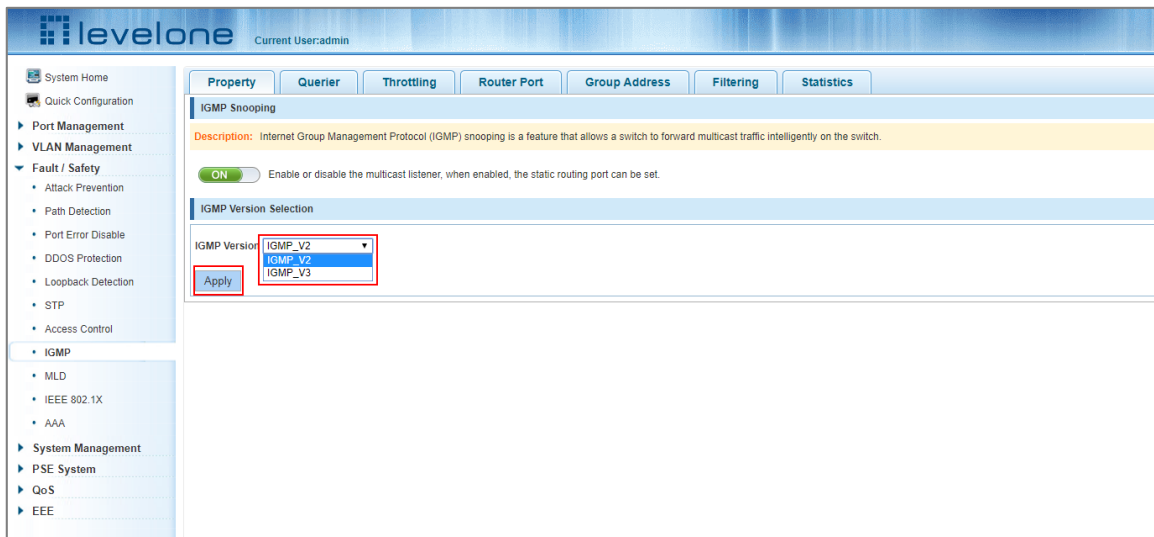 levelone
Current User:admin
System Home
Quick Configuration
Port Management
VLAN Management
Fault / Safety
Attack Prevention
Path Detection
Port Error Disable
DDOS Protection
Loopback Detection
STP
Access Control
IGMP
MLD
IEEE 802.1X
AAA
System Management
PSE System
QoS
EEE
Property Querier Throttling Router Port Group Address Filtering Statistics
IGMP Snooping
Description: Internet Group Management Protocol (IGMP) snooping is a feature that allows a switch to forward multicast traffic intelligently on the switch.
ON Enable or disable the multicast listener, when enabled, the static routing port can be set.
IGMP Version Selection
IGMP Version IGMP_V2
IGMP_V2
IGMP_V3
Apply